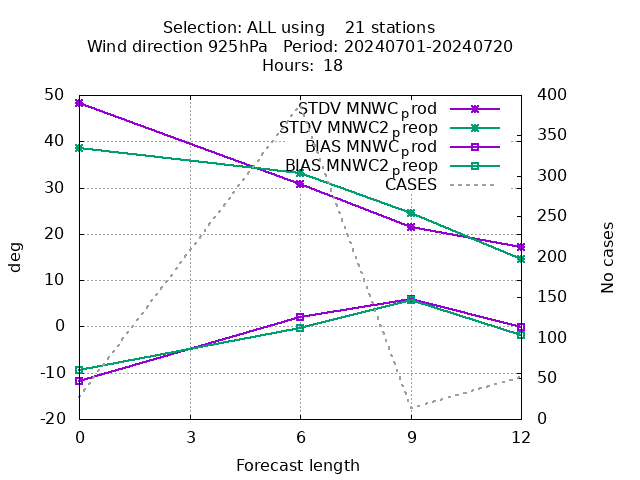 Selection: ALL using    21 stations
Wind direction 925hPa   Period: 20240701-20240720
Hours: 18
STDV MNWC_prod
STDV MNWC2_preop
BIAS MNWC_prod
BIAS MNWC2_preop
CASES
50
40
30
20
10
0
-10
-20
400
350
300
250
200
150
100
50
0
deg
No cases
0 3 6 9 12
Forecast length